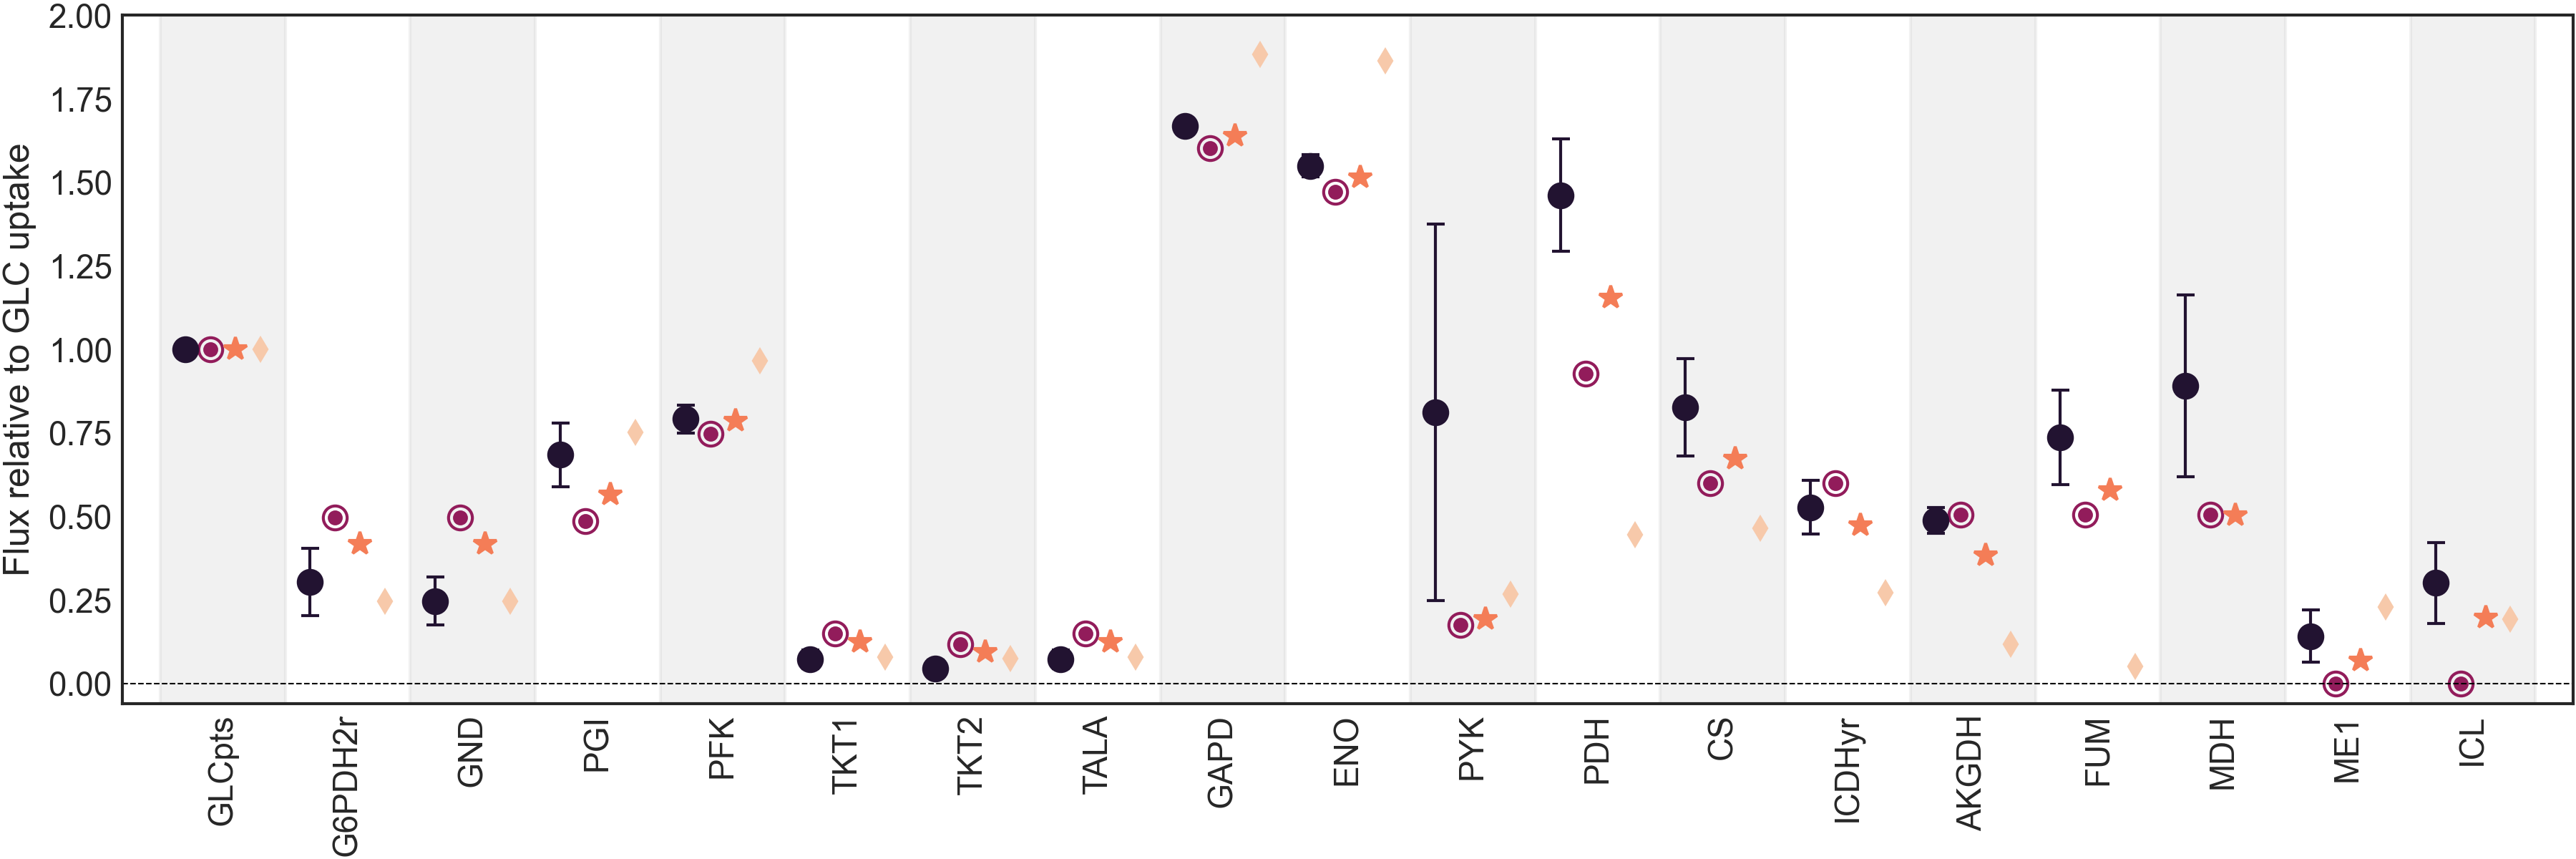 Flux relative to GLC uptake
2.00
1.75
1.50
1.25
1.00
0.75
0.50
0.25
0.00
GLCpts
G6PDH2r
GND
PGI
PFK
TKT1
TKT2
TALA
GAPD
ENO
PYK
PDH
CS
ICDHyr
AKGDH
FUM
MDH
ME1
ICL